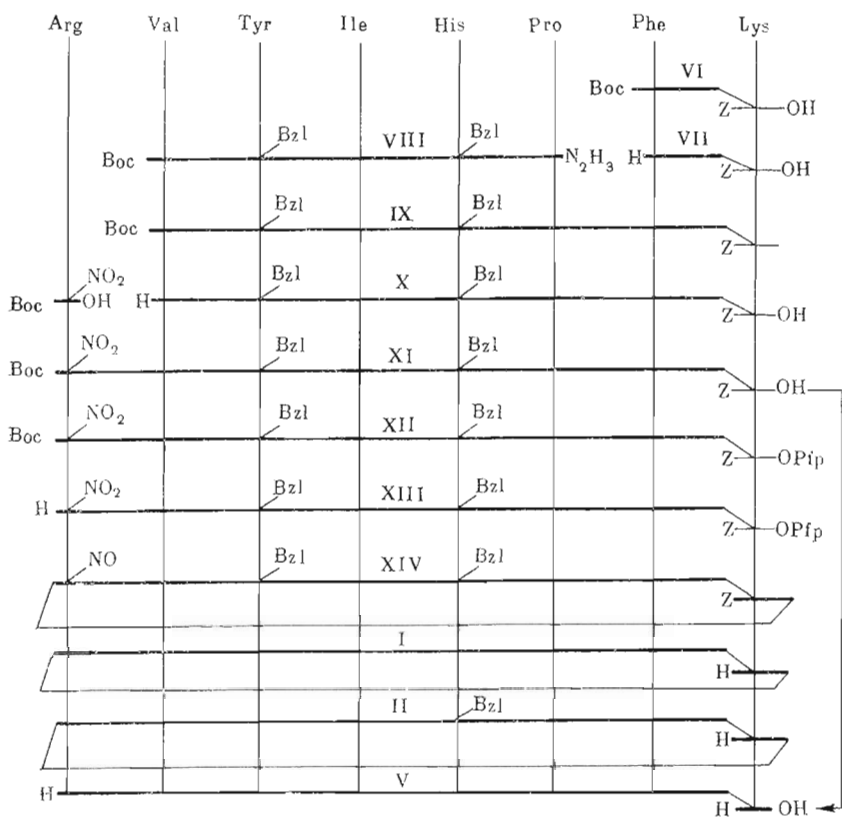 Arg Val Tyr Ile His Pro Phe Lys
Boc VI
Z OH
Boc Bzl VIII Bzl N₂H₃ H VII
Z OH
Boc Bzl IX Bzl
Z
Boc NO₂ OH H Bzl X Bzl
Z OH
Boc NO₂ Bzl XI Bzl
Z OH
Boc NO₂ Bzl XII Bzl
Z OPfp
H NO₂ Bzl XIII Bzl
Z OPfp
NO Bzl XIV Bzl
Z
I
H
II Bzl
H
H V
H OH